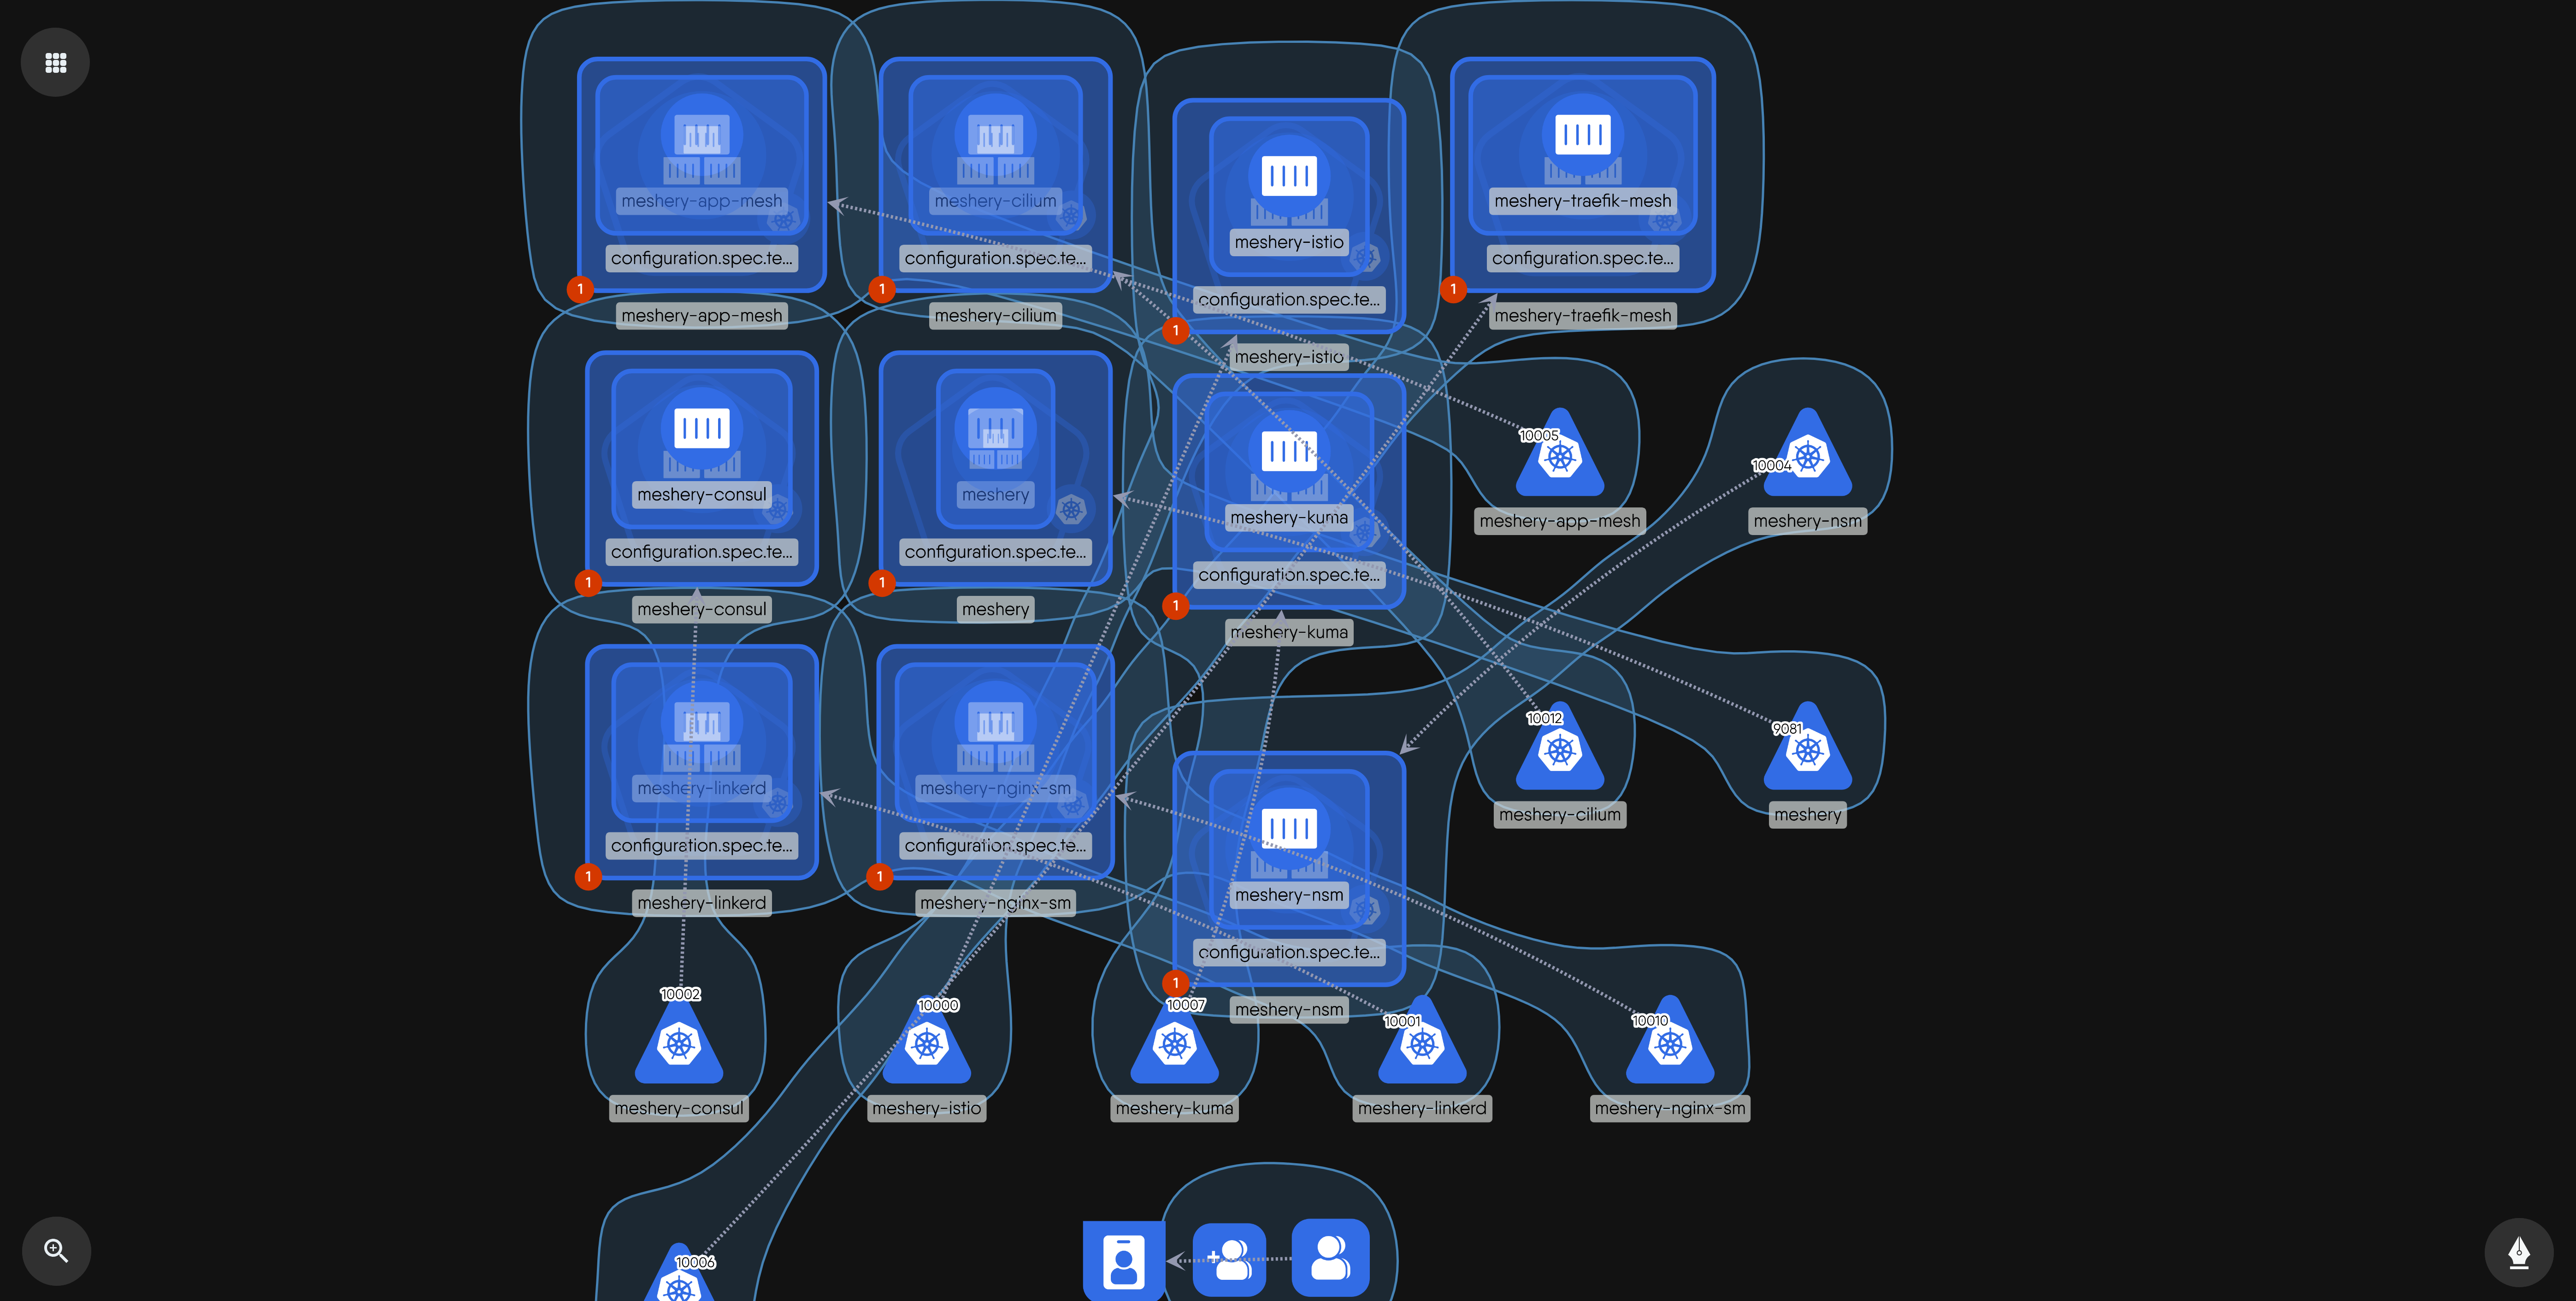 meshery-app-mesh
configuration.spec.te...
1
meshery-app-mesh
meshery-cilium
configuration.spec.te...
1
meshery-cilium
meshery-istio
configuration.spec.te...
1
meshery-istio
meshery-traefik-mesh
configuration.spec.te...
1
meshery-traefik-mesh
meshery-consul
configuration.spec.te...
1
meshery-consul
meshery
configuration.spec.te...
1
meshery
meshery-kuma
configuration.spec.te...
1
meshery-kuma
10005
meshery-app-mesh
10004
meshery-nsm
meshery-linkerd
configuration.spec.te...
1
meshery-linkerd
meshery-nginx-sm
configuration.spec.te...
1
meshery-nginx-sm
meshery-nsm
configuration.spec.te...
1
meshery-nsm
10012
meshery-cilium
9081
meshery
10002
meshery-consul
10000
meshery-istio
10007
meshery-kuma
10001
meshery-linkerd
10010
meshery-nginx-sm
10006